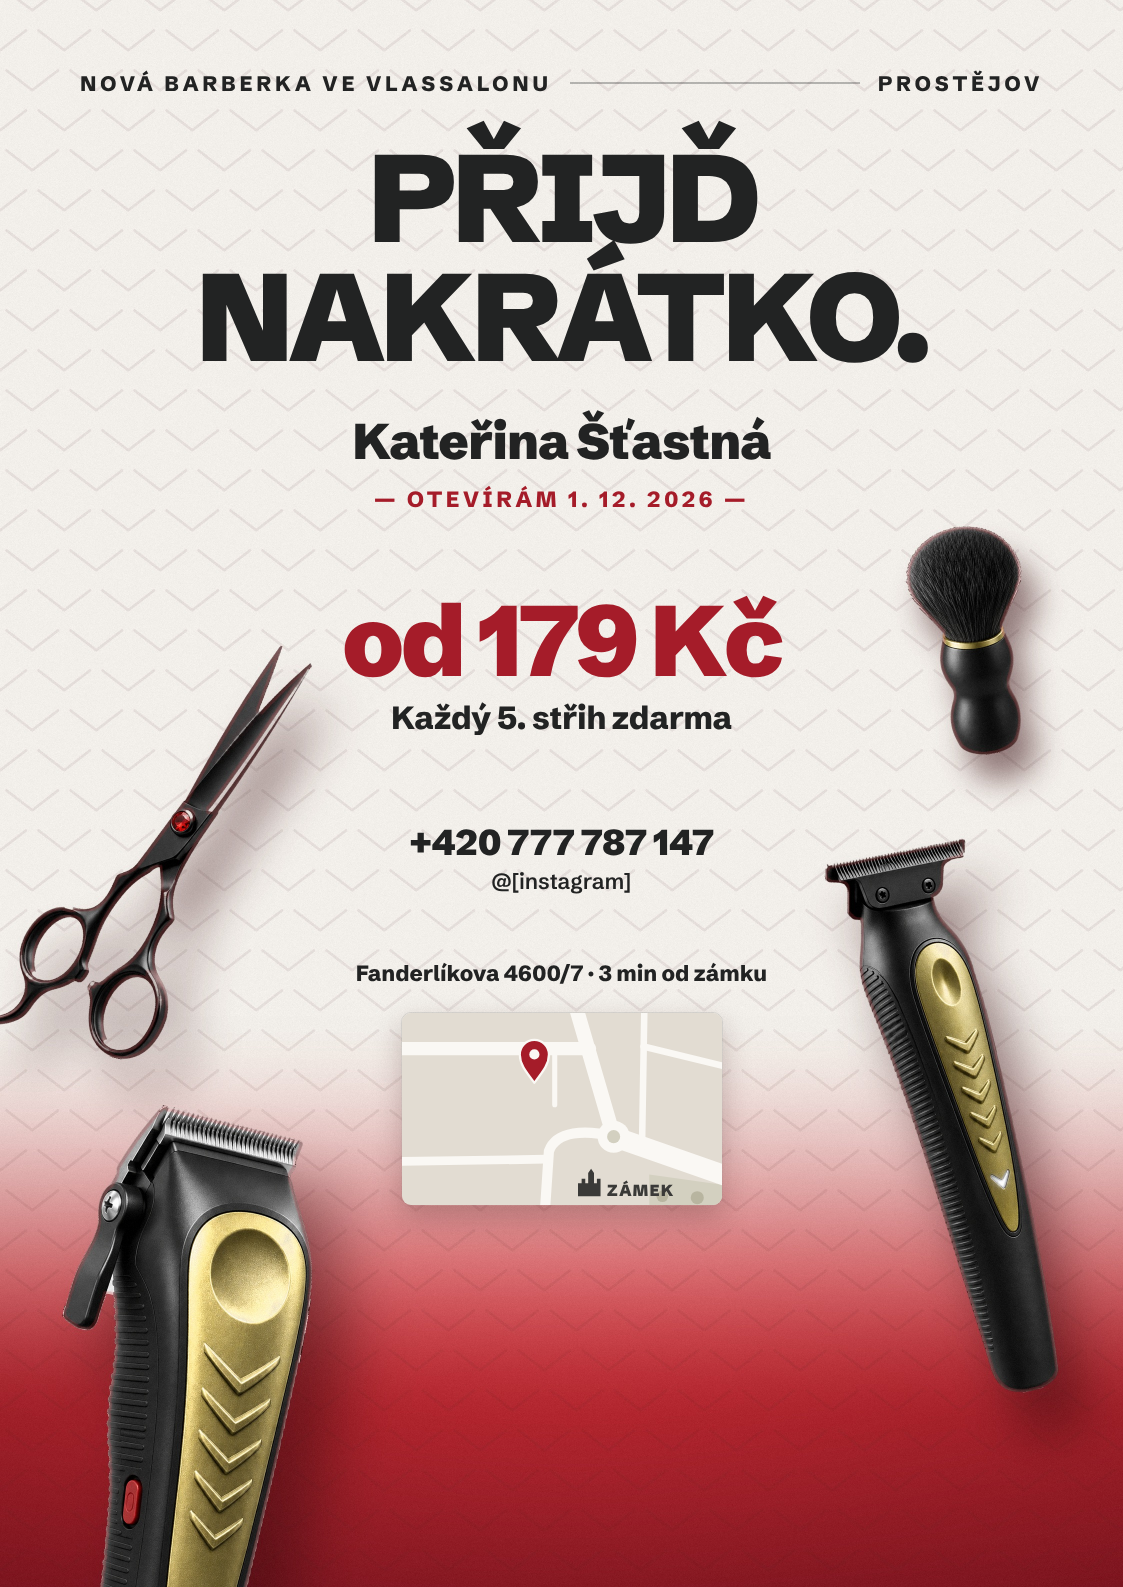 NOVÁ BARBERKA VE VLASSALONU
PROSTĚJOV
PŘIJĎ
NAKRÁTKO.
Kateřina Šťastná
— OTEVÍRÁM 1. 12. 2026 —
od 179 Kč
Každý 5. střih zdarma
+420 777 787 147
@[instagram]
Fanderlíkova 4600/7 · 3 min od zámku
ZÁMEK